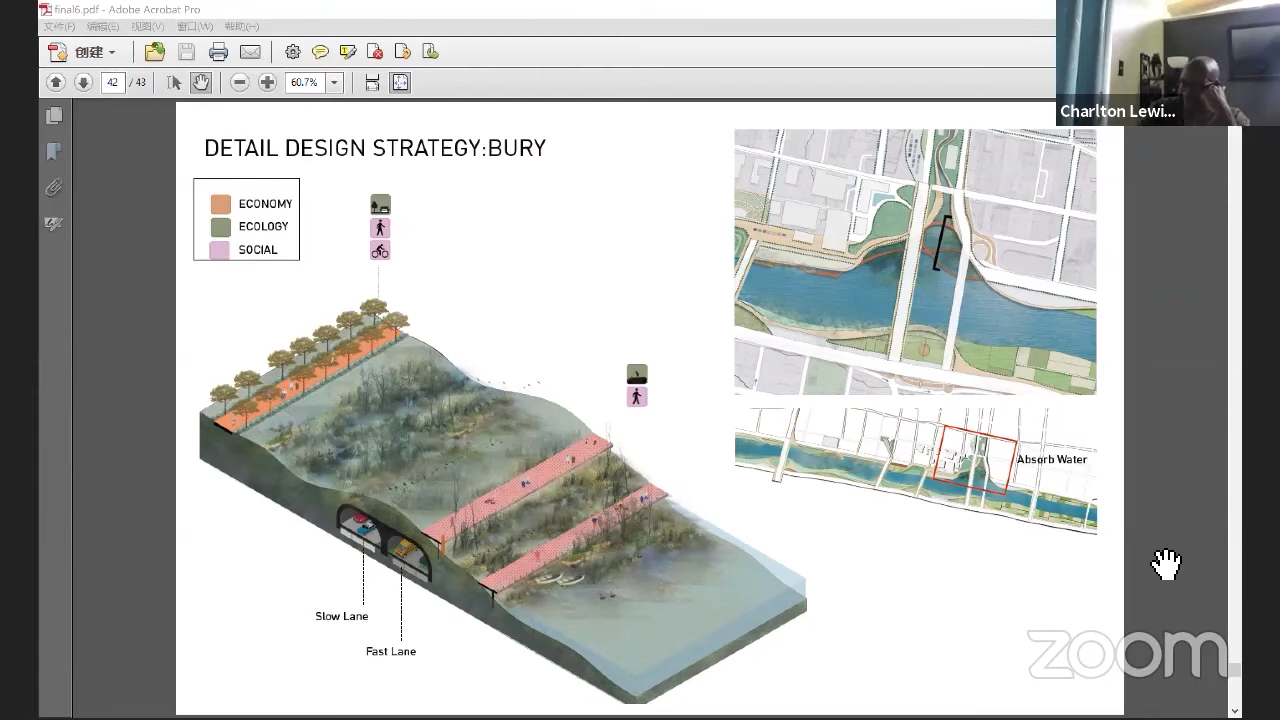 final6.pdf - Adobe Acrobat Pro
文件(F) 编辑(E) 视图(V) 窗口(W) 帮助(H)
创建
42 / 43
60.7%
Charlton Lewi...
DETAIL DESIGN STRATEGY:BURY
ECONOMY
ECOLOGY
SOCIAL
Absorb Water
Slow Lane
Fast Lane
zoom